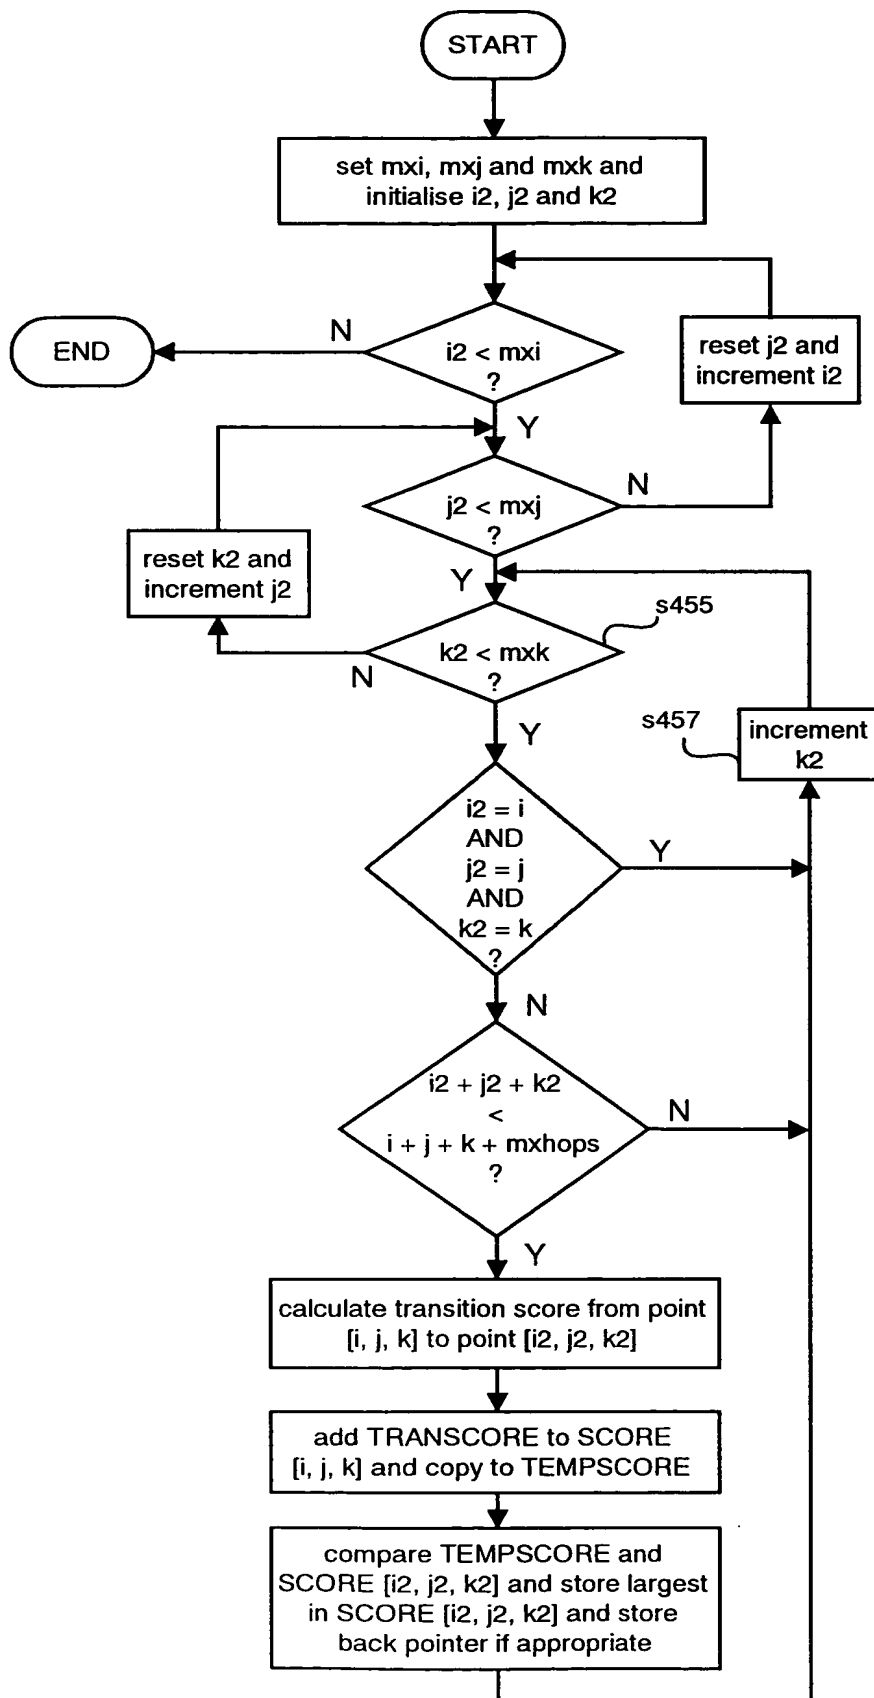 START
set mxi, mxj and mxk and
initialise i2, j2 and k2
N
END
i2 < mxi
?
reset j2 and
increment i2
Y
j2 < mxj
?
N
reset k2 and
increment j2
Y
s455
k2 < mxk
?
N
Y
s457
increment
k2
i2 = i
AND
j2 = j
AND
k2 = k
?
Y
N
i2 + j2 + k2
<
i + j + k + mxhops
?
N
Y
calculate transition score from point
[i, j, k] to point [i2, j2, k2]
add TRANSCORE to SCORE
[i, j, k] and copy to TEMPSCORE
compare TEMPSCORE and
SCORE [i2, j2, k2] and store largest
in SCORE [i2, j2, k2] and store
back pointer if appropriate